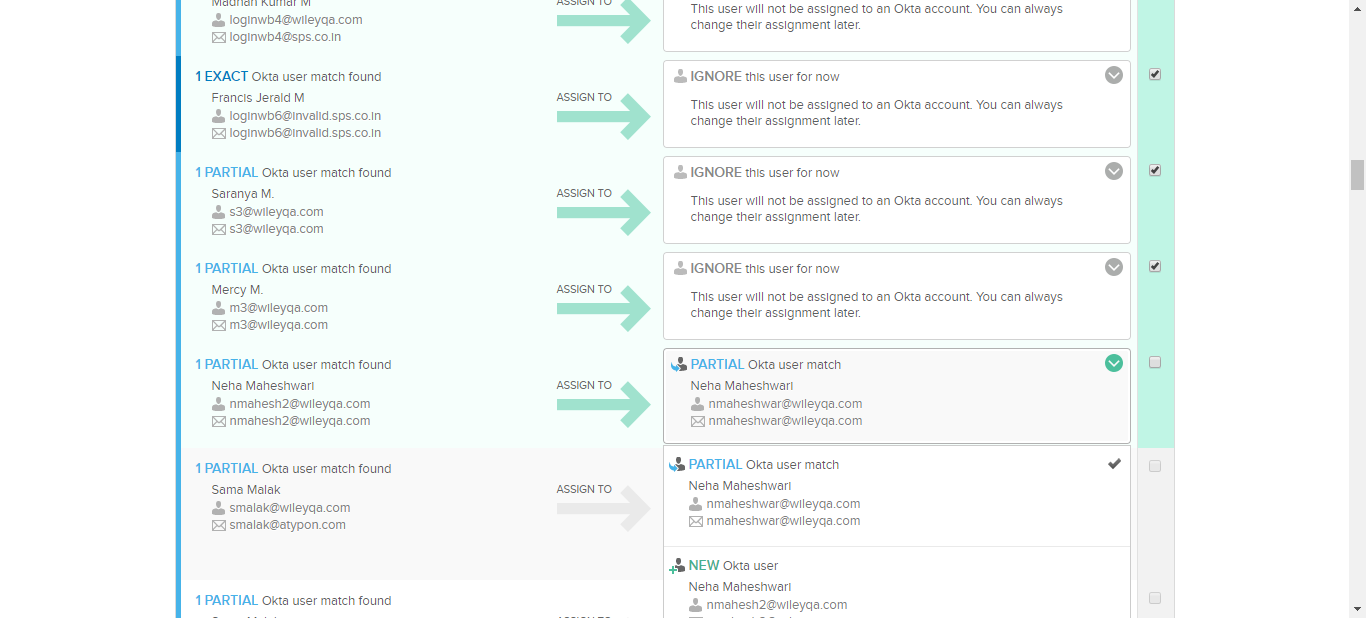 Madhan Kumar M
loginwb4@wileyqa.com
loginwb4@sps.co.in
ASSIGN TO
This user will not be assigned to an Okta account. You can always
change their assignment later.
1 EXACT Okta user match found
Francis Jerald M
loginwb6@invalid.sps.co.in
loginwb6@invalid.sps.co.in
ASSIGN TO
IGNORE this user for now
This user will not be assigned to an Okta account. You can always
change their assignment later.
1 PARTIAL Okta user match found
Saranya M.
s3@wileyqa.com
s3@wileyqa.com
ASSIGN TO
IGNORE this user for now
This user will not be assigned to an Okta account. You can always
change their assignment later.
1 PARTIAL Okta user match found
Mercy M.
m3@wileyqa.com
m3@wileyqa.com
ASSIGN TO
IGNORE this user for now
This user will not be assigned to an Okta account. You can always
change their assignment later.
1 PARTIAL Okta user match found
Neha Maheshwari
nmahesh2@wileyqa.com
nmahesh2@wileyqa.com
ASSIGN TO
PARTIAL Okta user match
Neha Maheshwari
nmaheshwar@wileyqa.com
nmaheshwar@wileyqa.com
1 PARTIAL Okta user match found
Sama Malak
smalak@wileyqa.com
smalak@atypon.com
ASSIGN TO
PARTIAL Okta user match
Neha Maheshwari
nmaheshwar@wileyqa.com
nmaheshwar@wileyqa.com
NEW Okta user
Neha Maheshwari
nmahesh2@wileyqa.com
1 PARTIAL Okta user match found